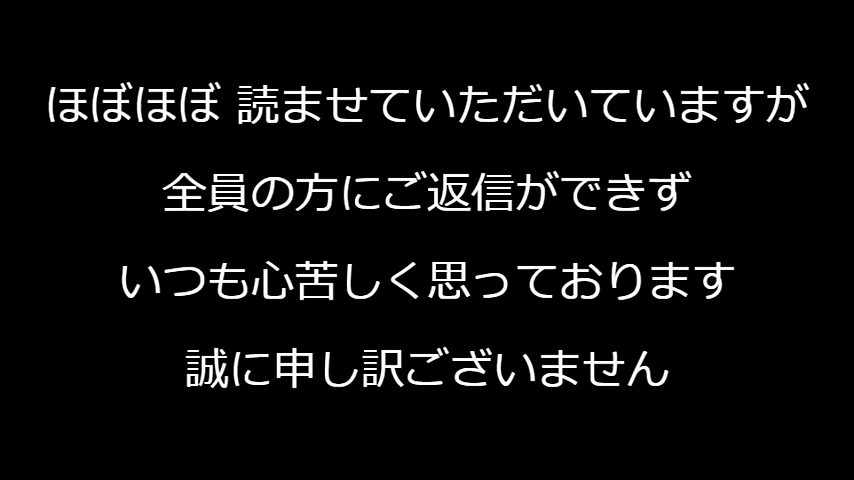 ほぼほぼ 読ませていただいていますが
全員の方にご返信ができず
いつも心苦しく思っております
誠に申し訳ございません